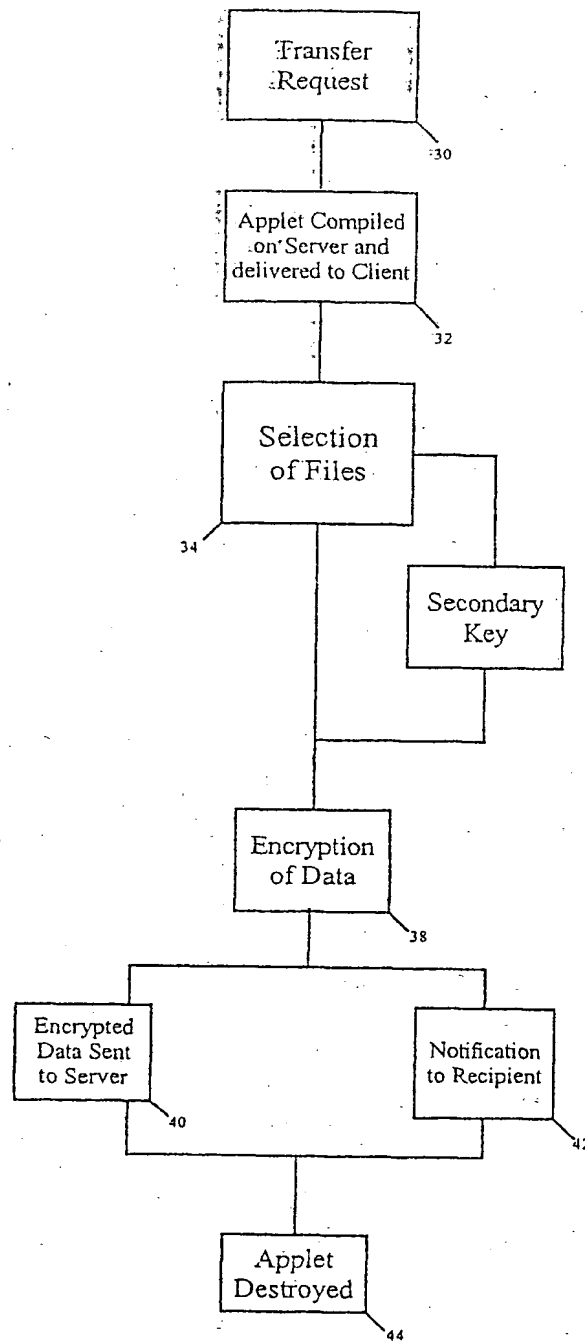 Transfer
Request
30
Applet Compiled
on Server and
delivered to Client
32
Selection
of Files
34
Secondary
Key
Encryption
of Data
38
Encrypted
Data Sent
to Server
40
Notification
to Recipient
42
Applet
Destroyed
44